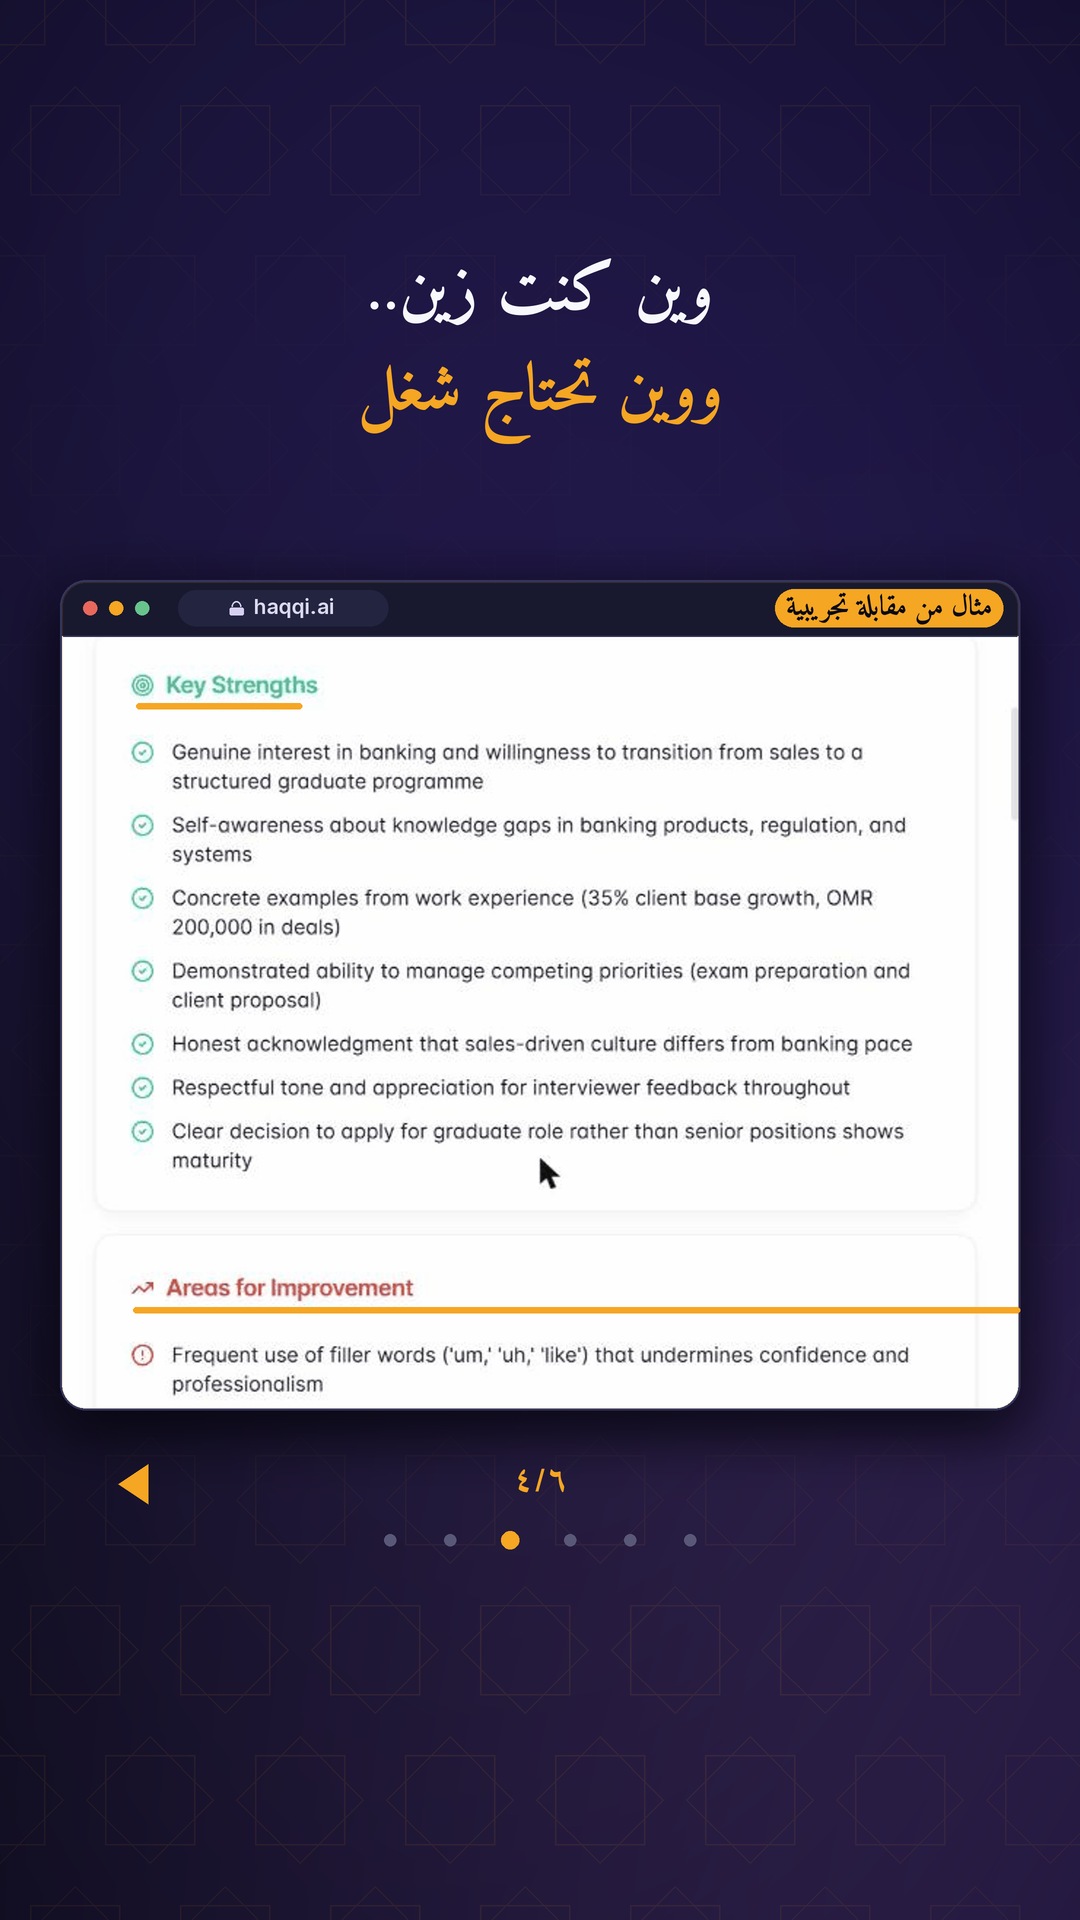 وين كنت زين..
ووين تحتاج شغل
haqqi.ai
مثال من مقابلة تجريبية
Key Strengths
Genuine interest in banking and willingness to transition from sales to a
structured graduate programme
Self-awareness about knowledge gaps in banking products, regulation, and
systems
Concrete examples from work experience (35% client base growth, OMR
200,000 in deals)
Demonstrated ability to manage competing priorities (exam preparation and
client proposal)
Honest acknowledgment that sales-driven culture differs from banking pace
Respectful tone and appreciation for interviewer feedback throughout
Clear decision to apply for graduate role rather than senior positions shows
maturity
Areas for Improvement
Frequent use of filler words ('um,' 'uh,' 'like') that undermines confidence and
professionalism
٤/٦